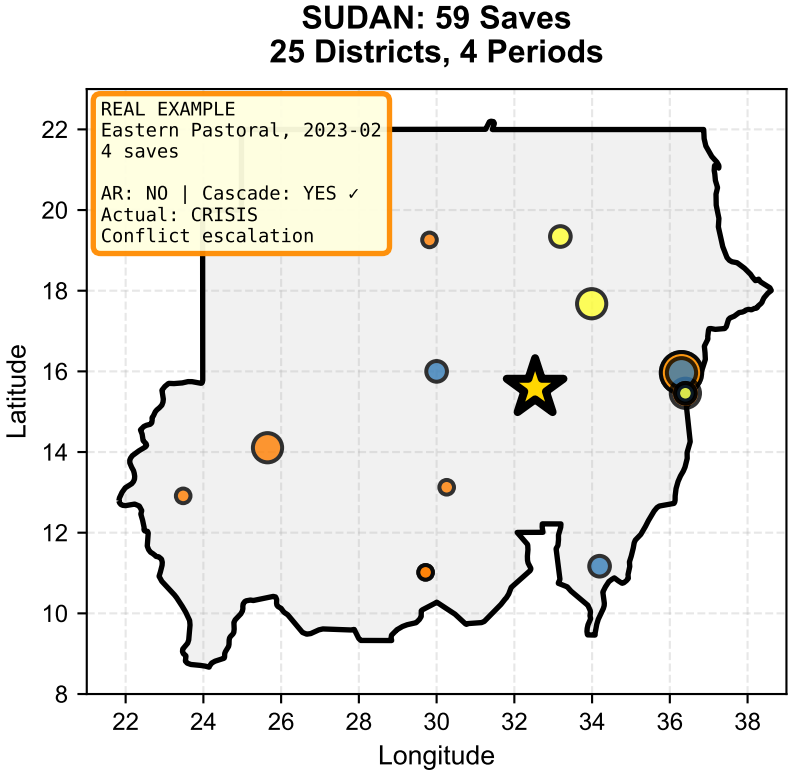 SUDAN: 59 Saves
25 Districts, 4 Periods
REAL EXAMPLE
Eastern Pastoral, 2023-02
4 saves
AR: NO | Cascade: YES ✓
Actual: CRISIS
Conflict escalation
Latitude
22
20
18
16
14
12
10
8
22 24 26 28 30 32 34 36 38
Longitude